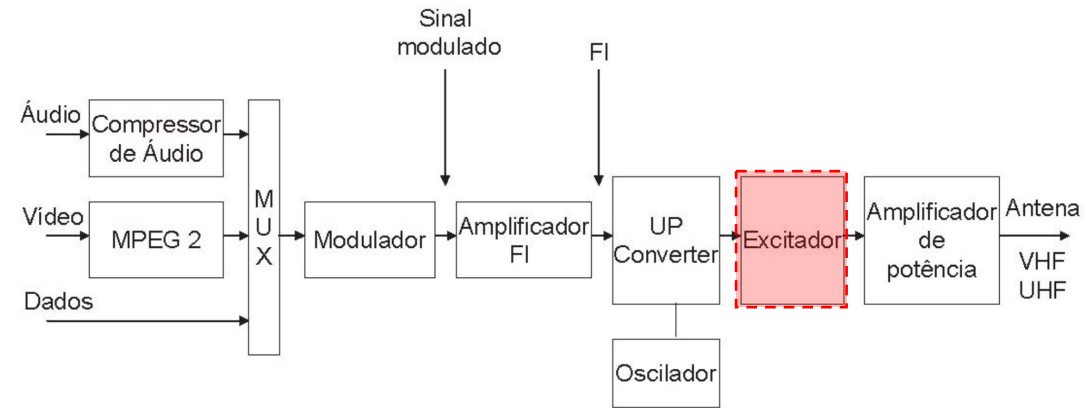 Sinal
modulado
FI
Áudio
Compressor
de Áudio
Vídeo
MPEG 2
Dados
M
U
X
Modulador
Amplificador
FI
UP
Converter
Oscilador
Excitador
Amplificador
de
potência
Antena
VHF
UHF